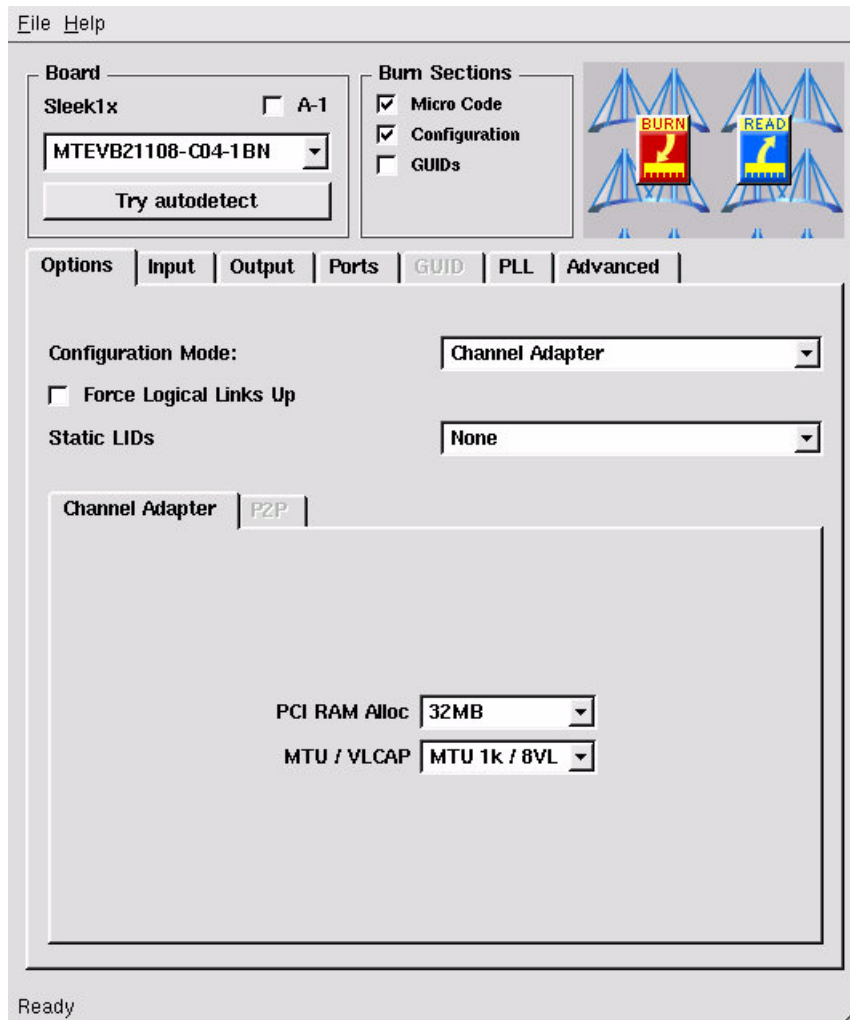 File Help
Board
Sleek1x A-1
MTEVB21108-C04-1BN
Try autodetect
Burn Sections
Micro Code
Configuration
GUIDs
BURN
READ
Options Input Output Ports GUID PLL Advanced
Configuration Mode: Channel Adapter
Force Logical Links Up
Static LIDs None
Channel Adapter P2P
PCI RAM Alloc 32MB
MTU / VLCAP MTU 1k / 8VL
Ready